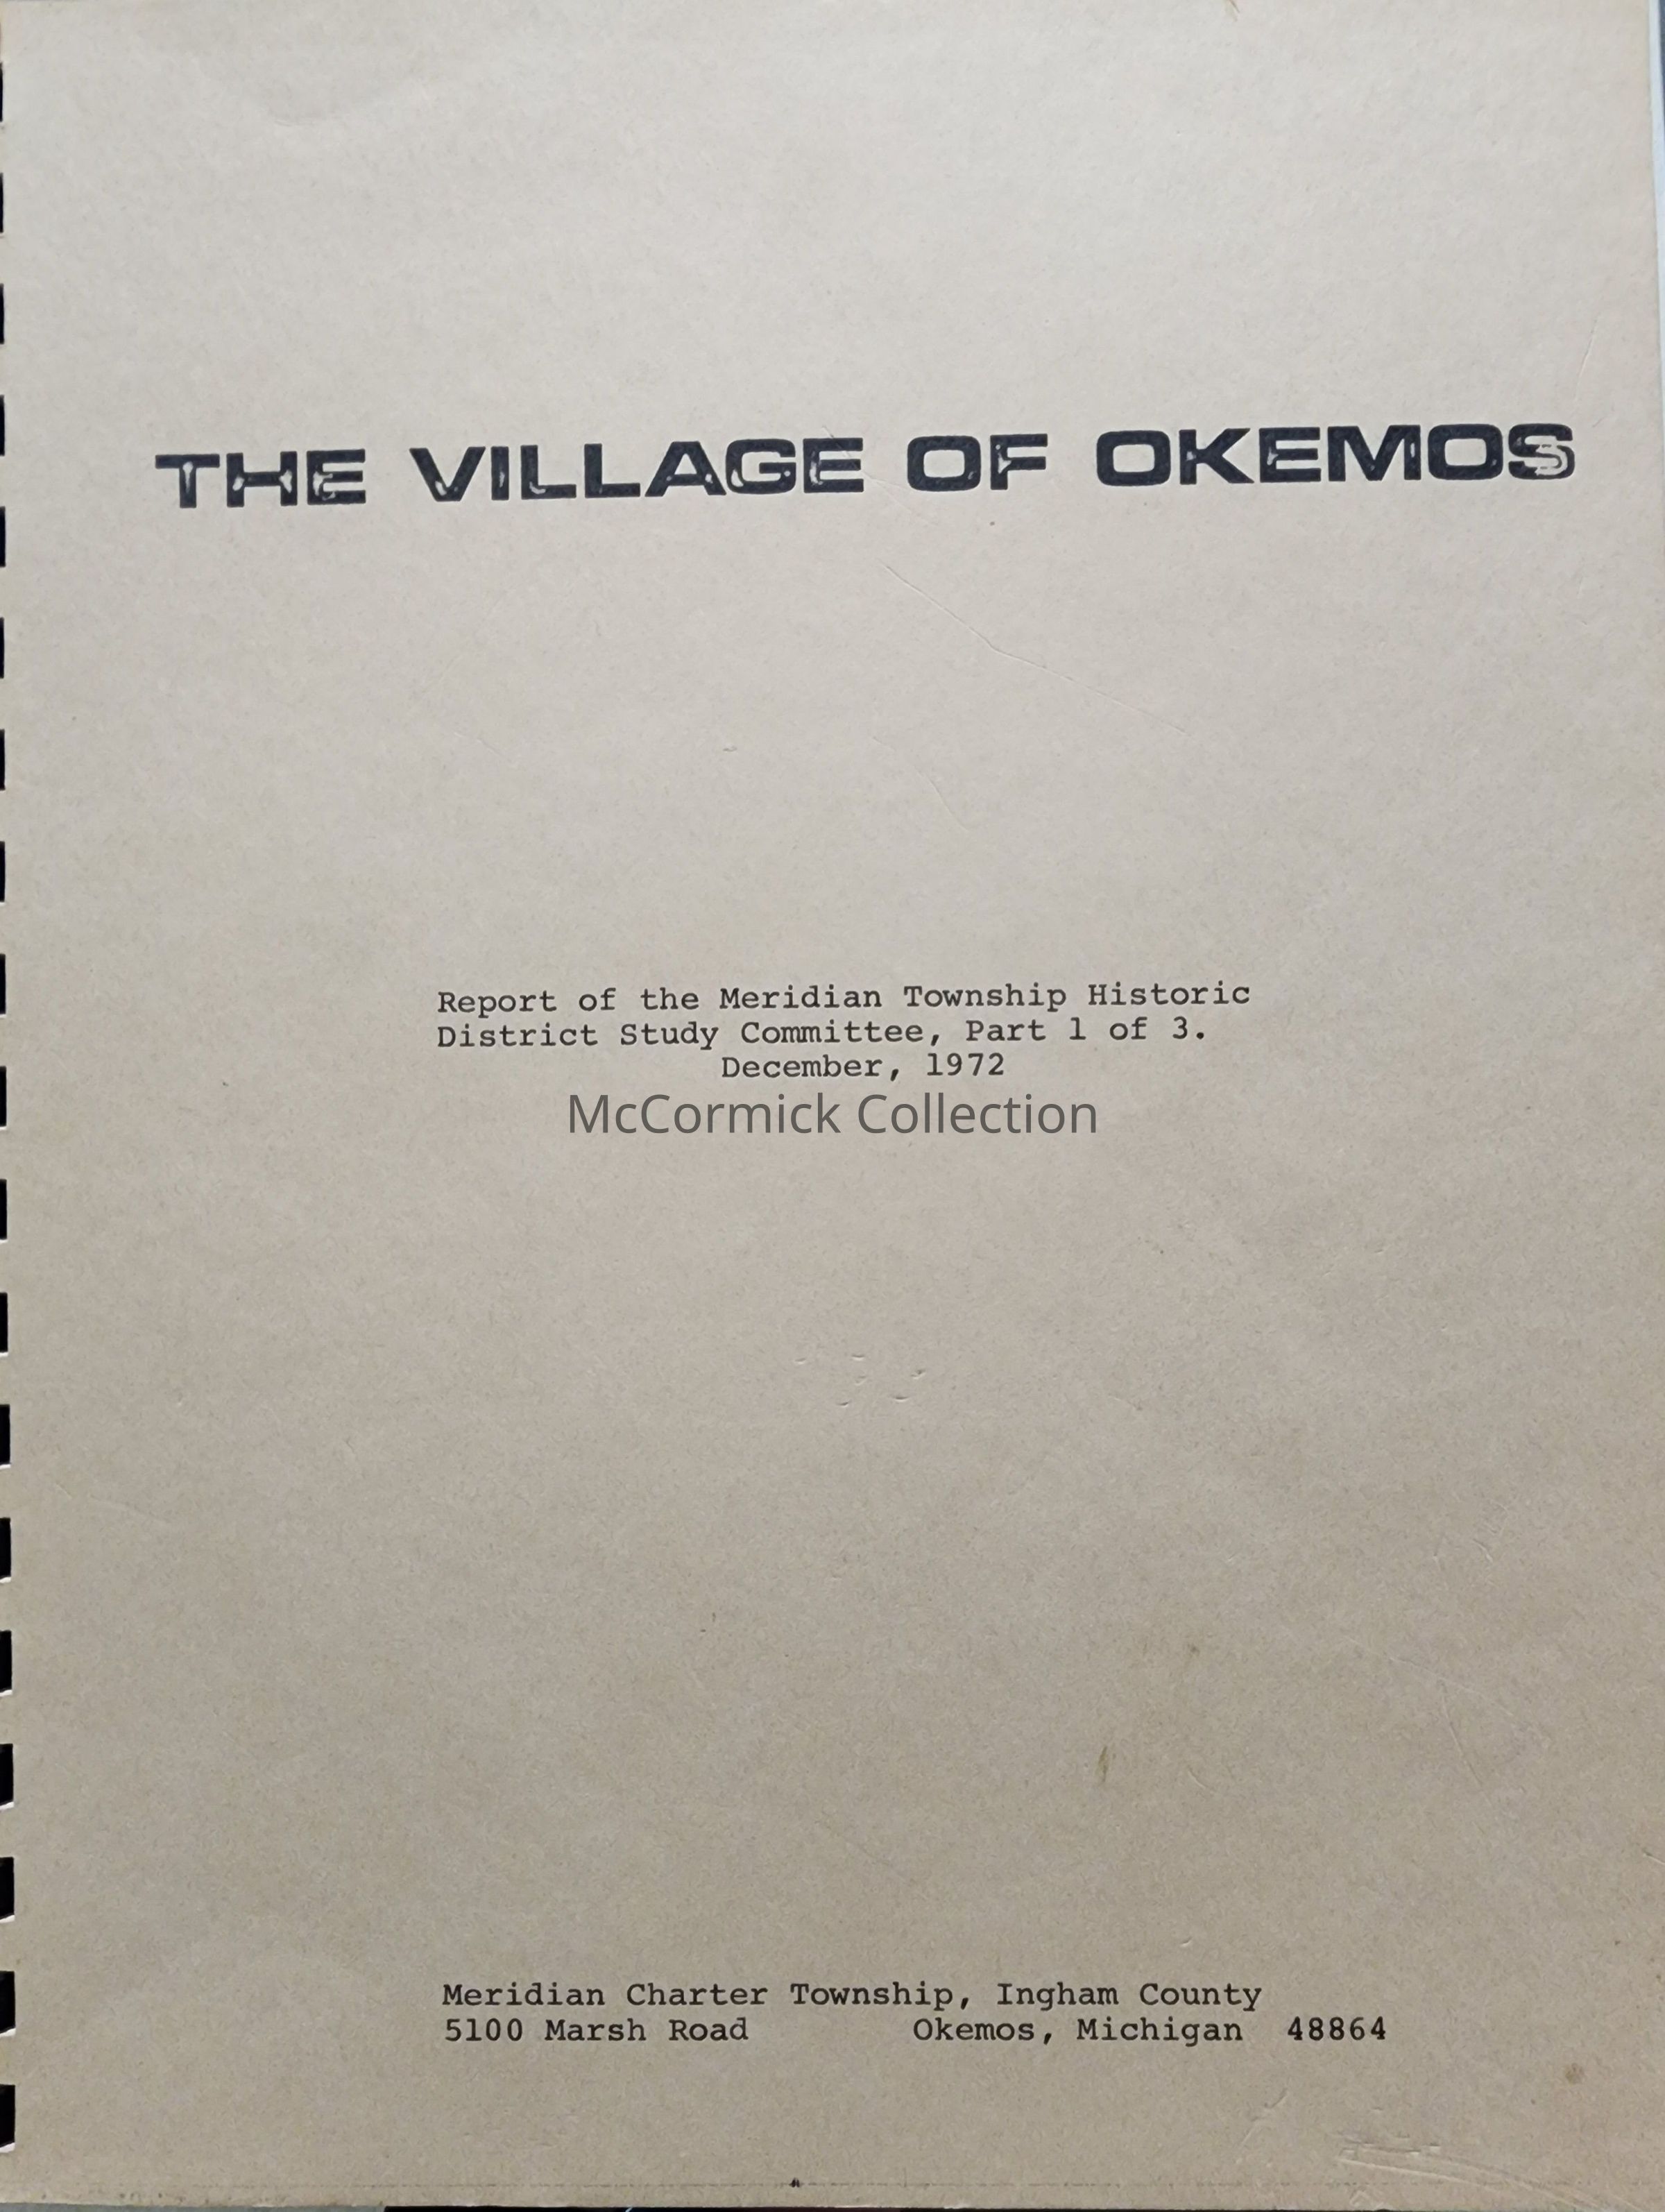 THE VILLAGE OF OKEMOS
Report of the Meridian Township Historic
District Study Committee, Part 1 of 3.
December, 1972
McCormick Collection
Meridian Charter Township, Ingham County
5100 Marsh Road Okemos, Michigan 48864